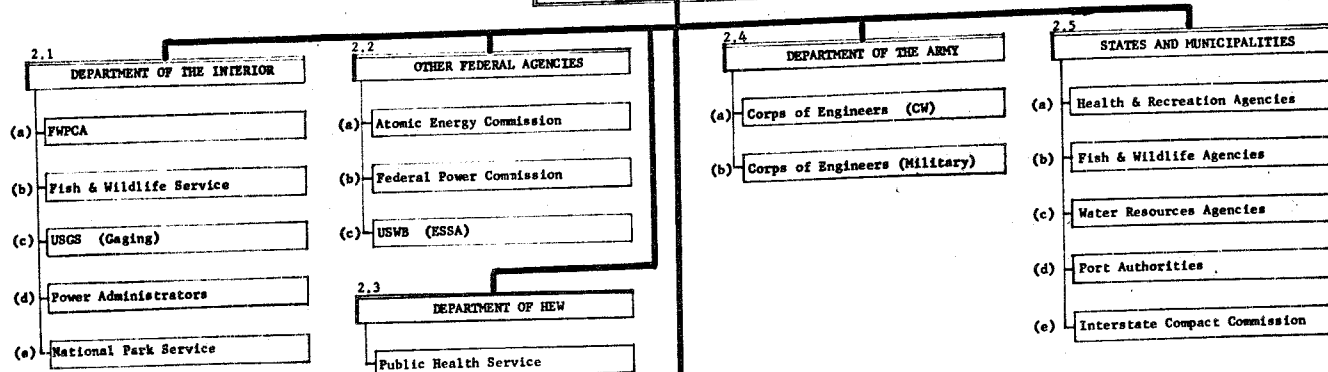 2.1
DEPARTMENT OF THE INTERIOR
(a) FWPCA
(b) Fish & Wildlife Service
(c) USGS (Gaging)
(d) Power Administrators
(e) National Park Service
2.2
OTHER FEDERAL AGENCIES
(a) Atomic Energy Commission
(b) Federal Power Commission
(c) USWB (ESSA)
2.3
DEPARTMENT OF HEW
Public Health Service
2.4
DEPARTMENT OF THE ARMY
(a) Corps of Engineers (CW)
(b) Corps of Engineers (Military)
2.5
STATES AND MUNICIPALITIES
(a) Health & Recreation Agencies
(b) Fish & Wildlife Agencies
(c) Water Resources Agencies
(d) Port Authorities
(e) Interstate Compact Commission